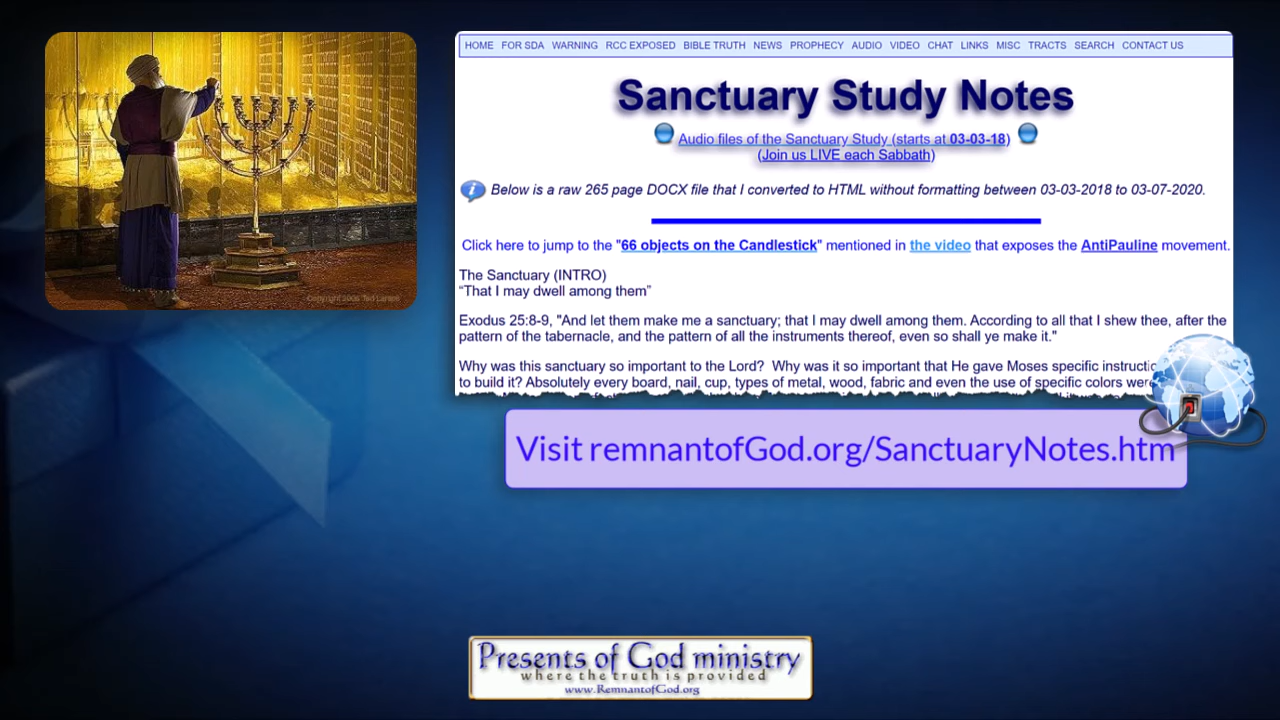 HOME FOR SDA WARNING RCC EXPOSED BIBLE TRUTH NEWS PROPHECY AUDIO VIDEO CHAT LINKS MISC TRACTS SEARCH CONTACT US
Sanctuary Study Notes
Audio files of the Sanctuary Study (starts at 03-03-18)
(Join us LIVE each Sabbath)
Below is a raw 265 page DOCX file that I converted to HTML without formatting between 03-03-2018 to 03-07-2020.
Click here to jump to the "66 objects on the Candlestick" mentioned in the video that exposes the AntiPauline movement.
The Sanctuary (INTRO)
“That I may dwell among them”
Exodus 25:8-9, "And let them make me a sanctuary; that I may dwell among them. According to all that I shew thee, after the
pattern of the tabernacle, and the pattern of all the instruments thereof, even so shall ye make it."
Why was this sanctuary so important to the Lord? Why was it so important that He gave Moses specific
to build it? Absolutely every board, nail, cup, types of metal, wood, fabric and even the use of specific colors
Copyright 2005 Ted Larson
Visit remnantofGod.org/SanctuaryNotes.htm
Presents of God ministry
where the truth is provided
www.RemnantofGod.org